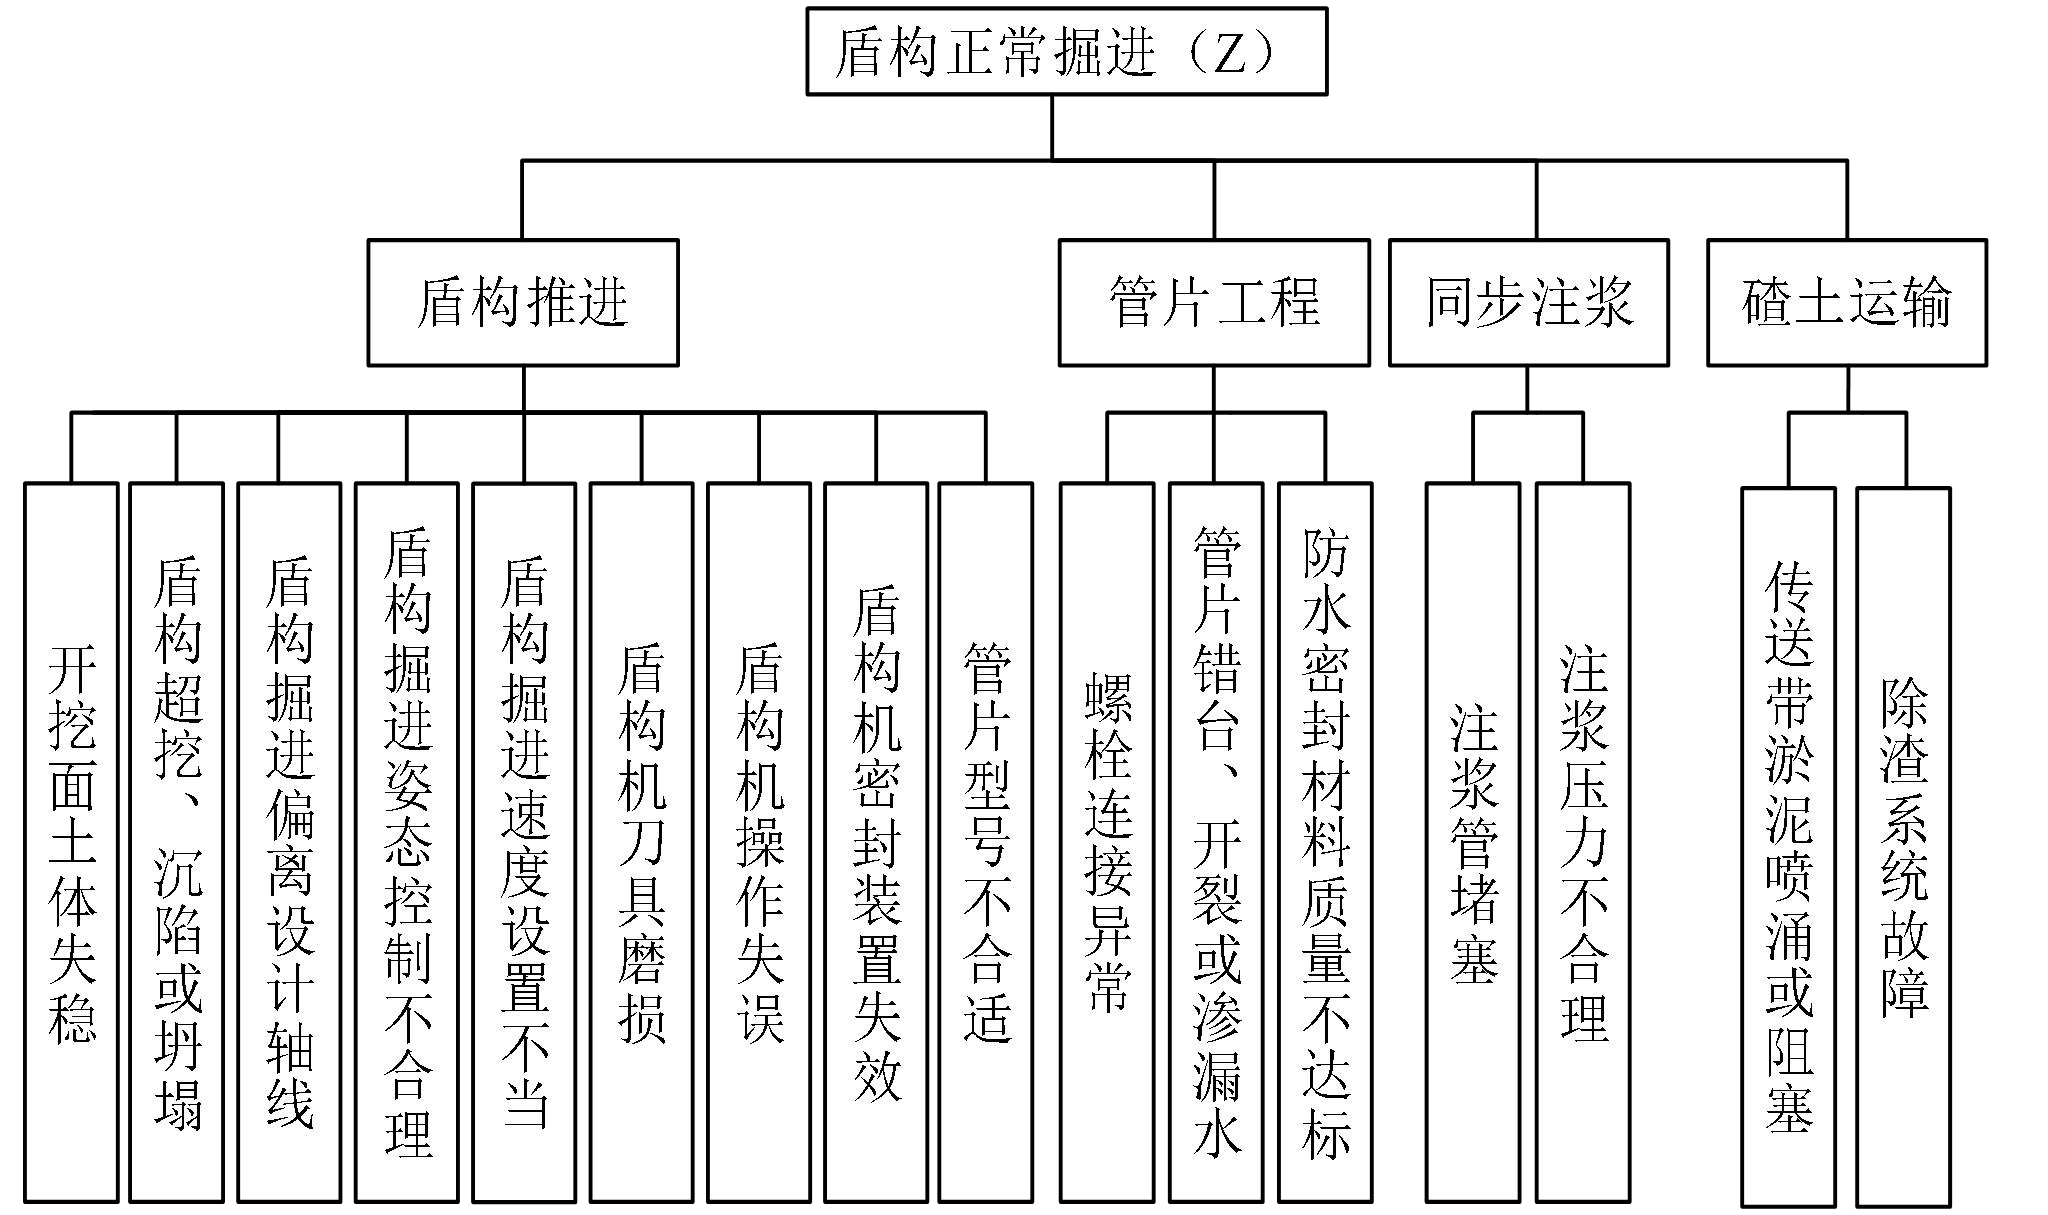 盾构正常掘进（Z）
盾构推进
管片工程
同步注浆
碴土运输
开挖面土体失稳
盾构超挖、沉陷或坍塌
盾构掘进偏离设计轴线
盾构掘进姿态控制不合理
盾构掘进速度设置不当
盾构机刀具磨损
盾构机操作失误
盾构机密封装置失效
管片型号不合适
螺栓连接异常
管片错台、开裂或渗漏水
防水密封材料质量不达标
注浆管堵塞
注浆压力不合理
传送带淤泥喷涌或阻塞
除渣系统故障